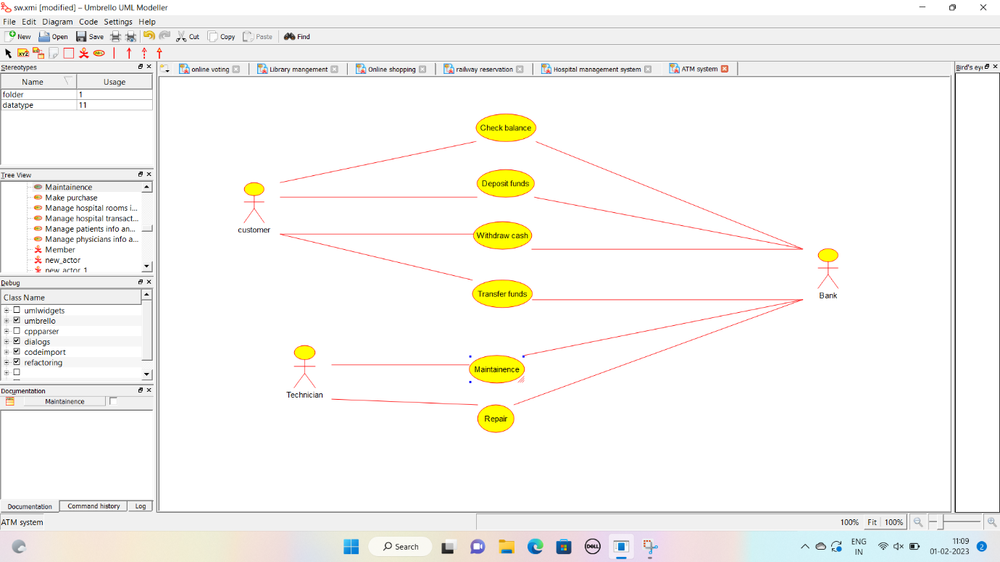 sw.xmi [modified] – Umbrello UML Modeller
File Edit Diagram Code Settings Help
New Open Save Cut Copy Paste Find
XYZ ABC
Stereotypes
Name Usage
folder 1
datatype 11
Tree View
Maintainence
Make purchase
Manage hospital rooms i...
Manage hospital transact...
Manage patients info an...
Manage physicians info a...
Member
new_actor
new_actor_1
Debug
Class Name
umlwidgets
umbrello
cppparser
dialogs
codeimport
refactoring
Documentation
Maintainence
Documentation Command history Log
online voting Library mangement Online shopping railway reservation Hospital management system ATM system
Bird's eye
Check balance
Deposit funds
customer
Withdraw cash
Bank
Transfer funds
Technician
Maintainence
Repair
ATM system
100% Fit 100%
Search
DELL
ENG
IN
11:09
01-02-2023
2